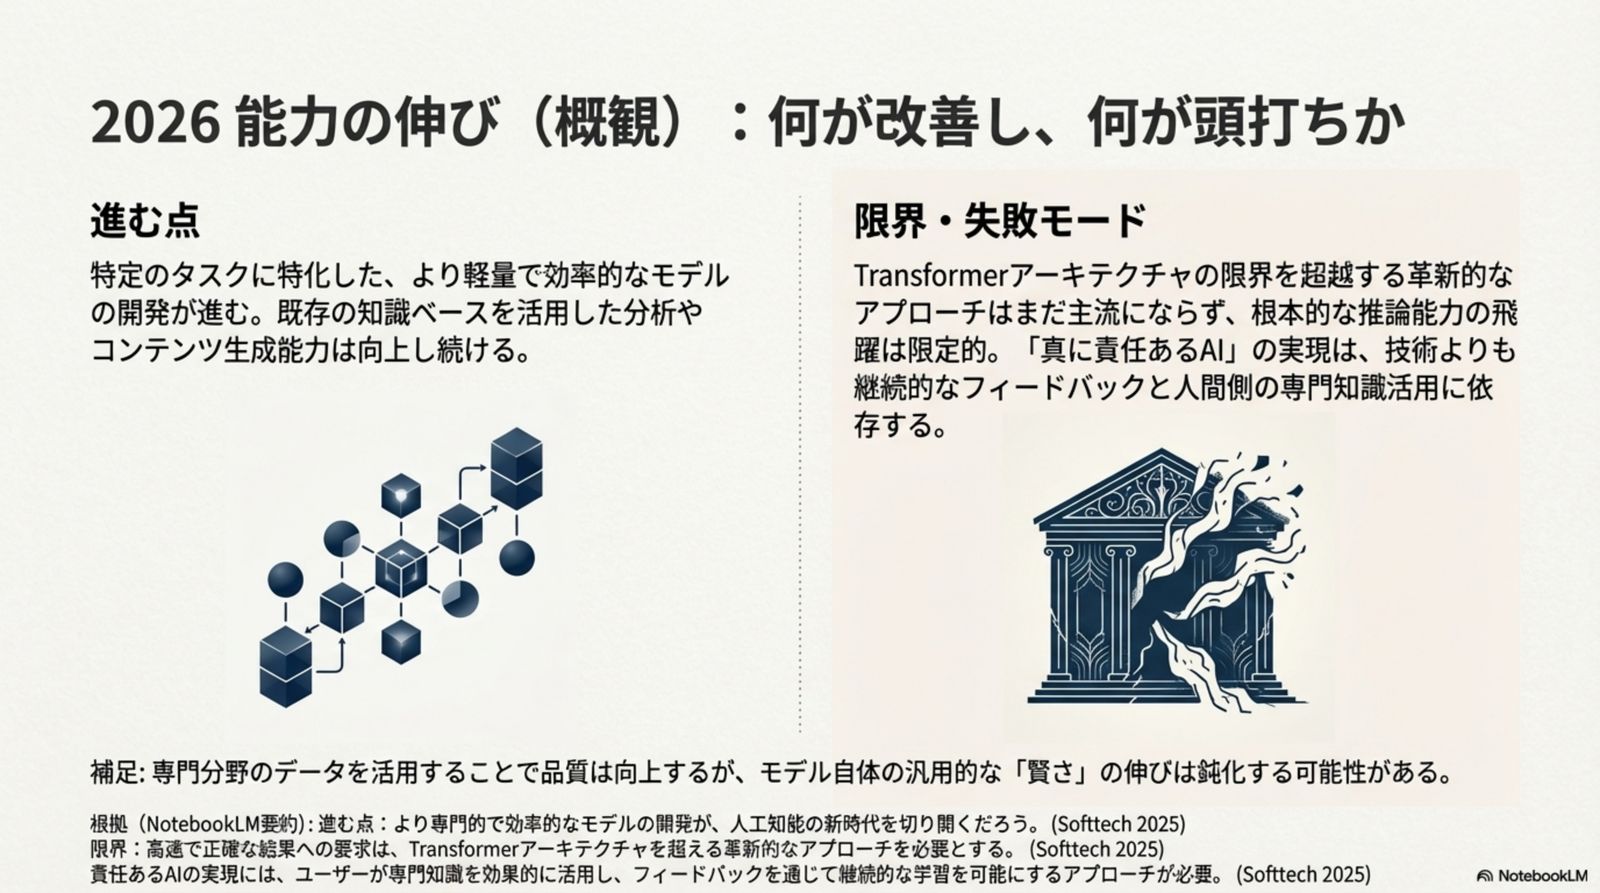 2026 能力の伸び（概観）：何が改善し、何が頭打ちか
進む点
特定のタスクに特化した、より軽量で効率的なモデル
の開発が進む。既存の知識ベースを活用した分析や
コンテンツ生成能力は向上し続ける。
限界・失敗モード
Transformerアーキテクチャの限界を超越する革新的な
アプローチはまだ主流にならず、根本的な推論能力の飛
躍は限定的。「真に責任あるAI」の実現は、技術よりも
継続的なフィードバックと人間側の専門知識活用に依
存する。
補足: 専門分野のデータを活用することで品質は向上するが、モデル自体の汎用的な「賢さ」の伸びは鈍化する可能性がある。
根拠（NotebookLM要約）: 進む点：より専門的で効率的なモデルの開発が、人工知能の新時代を切り開くだろう。 (Softtech 2025)
限界：高速で正確な結果への要求は、Transformerアーキテクチャを超える革新的なアプローチを必要とする。 (Softtech 2025)
責任あるAIの実現には、ユーザーが専門知識を効果的に活用し、フィードバックを通じて継続的な学習を可能にするアプローチが必要。 (Softtech 2025)
NotebookLM